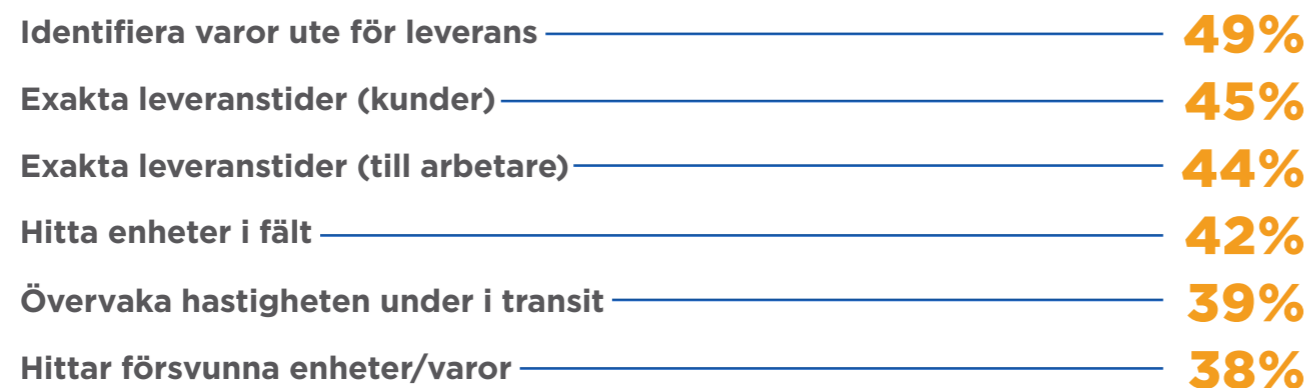 Identifiera varor ute för leverans 49%
Exakta leveranstider (kunder) 45%
Exakta leveranstider (till arbetare) 44%
Hitta enheter i fält 42%
Övervaka hastigheten under i transit 39%
Hittar försvunna enheter/varor 38%